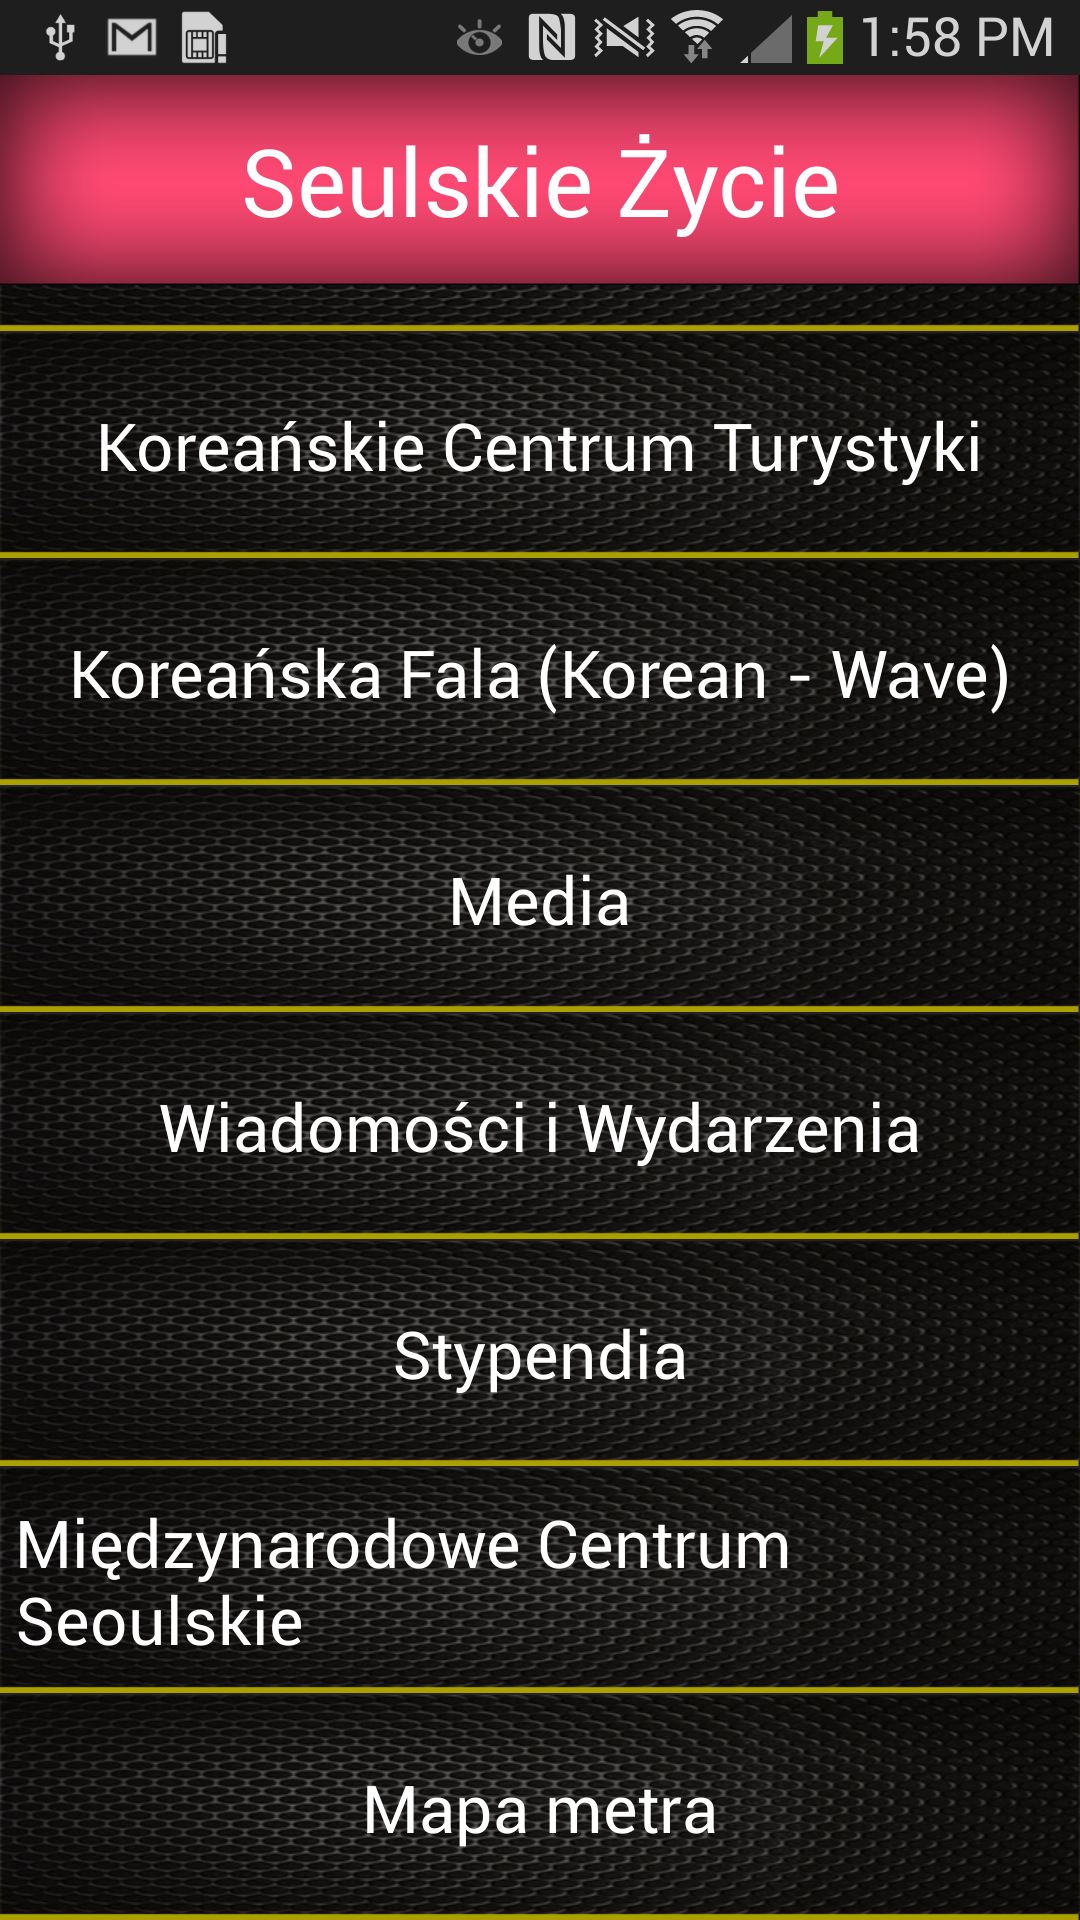 1:58 PM
Seulskie Życie
Koreańskie Centrum Turystyki
Koreańska Fala (Korean - Wave)
Media
Wiadomości i Wydarzenia
Stypendia
Międzynarodowe Centrum
Seoulskie
Mapa metra